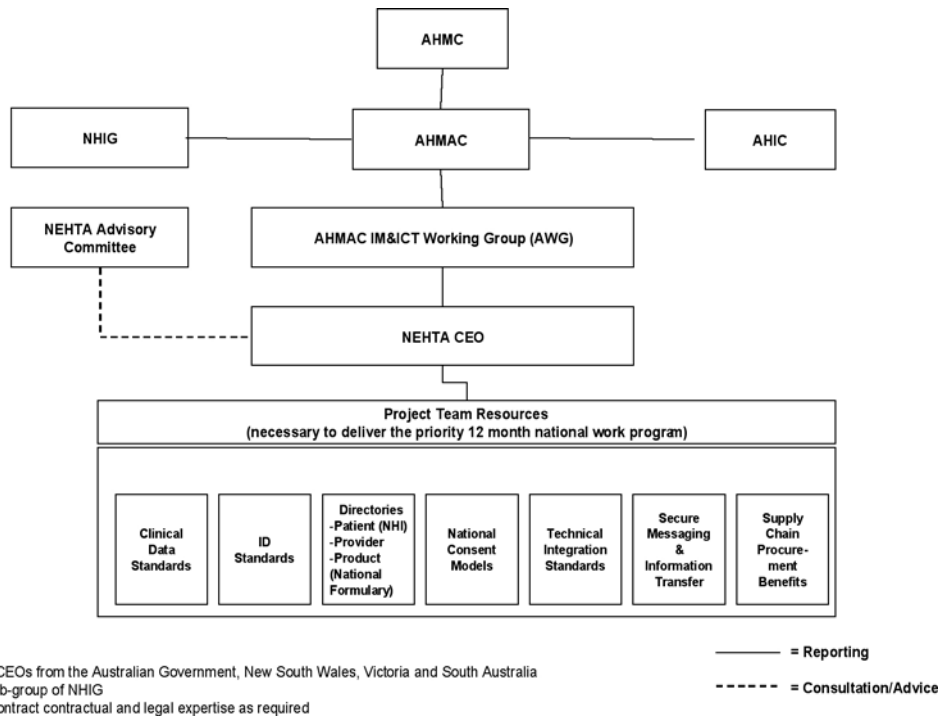 AHMC
NHIG
AHMAC
AHIC
NEHTA Advisory
Committee
AHMAC IM&ICT Working Group (AWG)
NEHTA CEO
Project Team Resources
(necessary to deliver the priority 12 month national work program)
Clinical
Data
Standards
ID
Standards
Directories
-Patient (NHI)
-Provider
-Product
(National
Formulary)
National
Consent
Models
Technical
Integration
Standards
Secure
Messaging
&
Information
Transfer
Supply
Chain
Procure-
ment
Benefits
CEOs from the Australian Government, New South Wales, Victoria and South Australia
b-group of NHIG
ontract contractual and legal expertise as required
= Reporting
= Consultation/Advice